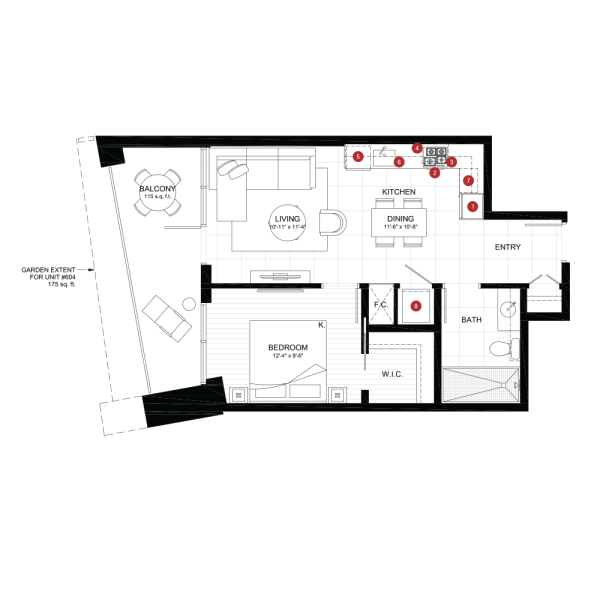 4
5
6
3
2
7
KITCHEN
1
BALCONY
115 sq. f.t.
LIVING
10'-11" x 11'-4"
DINING
11'-6" x 10'-8"
ENTRY
GARDEN EXTENT
FOR UNIT #604
175 sq. ft.
F.C.
8
BATH
K.
BEDROOM
12'-4" x 9'-6"
W.I.C.